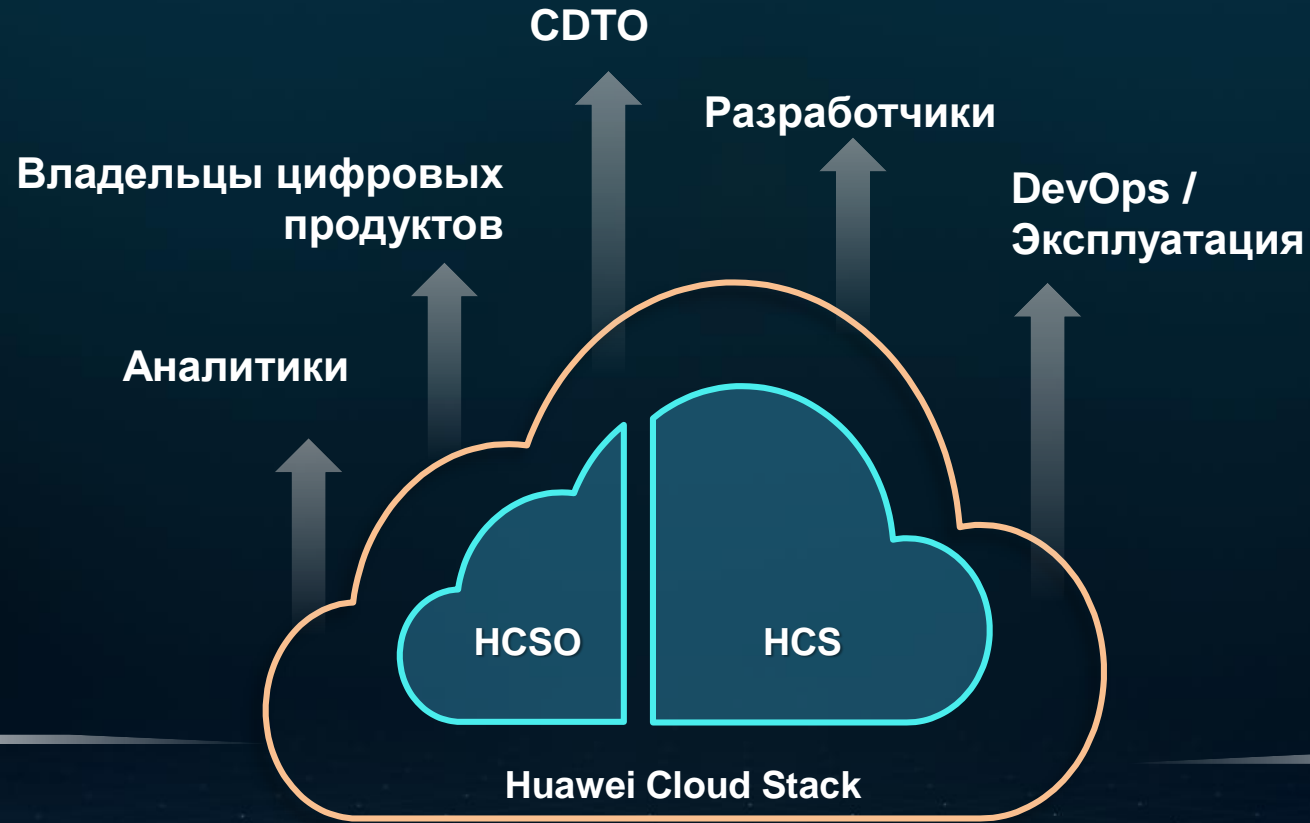 CDTO
Разработчики
Владельцы цифровых
продуктов
DevOps /
Эксплуатация
Аналитики
HCSO
HCS
Huawei Cloud Stack